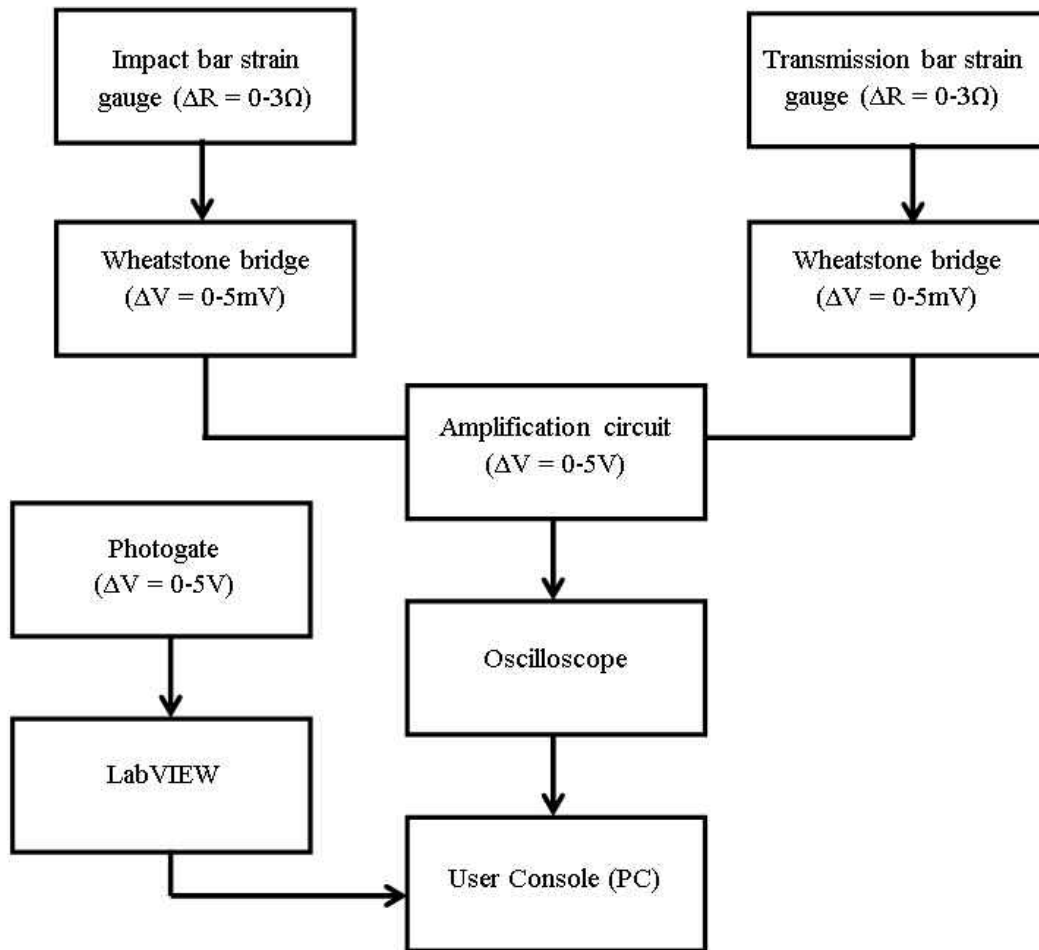 Impact bar strain
gauge (ΔR = 0-3Ω)
Transmission bar strain
gauge (ΔR = 0-3Ω)
Wheatstone bridge
(ΔV = 0-5mV)
Wheatstone bridge
(ΔV = 0-5mV)
Amplification circuit
(ΔV = 0-5V)
Photogate
(ΔV = 0-5V)
Oscilloscope
LabVIEW
User Console (PC)